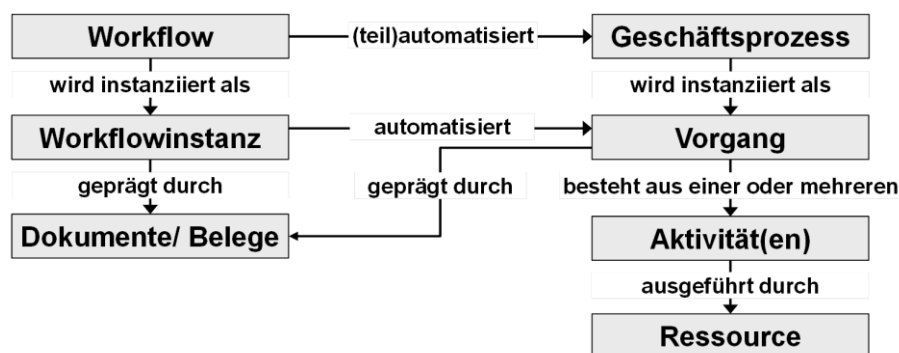 Workflow
(teil)automatisiert
Geschäftsprozess
wird instanziiert als
wird instanziiert als
Workflowinstanz
automatisiert
Vorgang
geprägt durch
geprägt durch
besteht aus einer oder mehreren
Dokumente/ Belege
Aktivität(en)
ausgeführt durch
Ressource